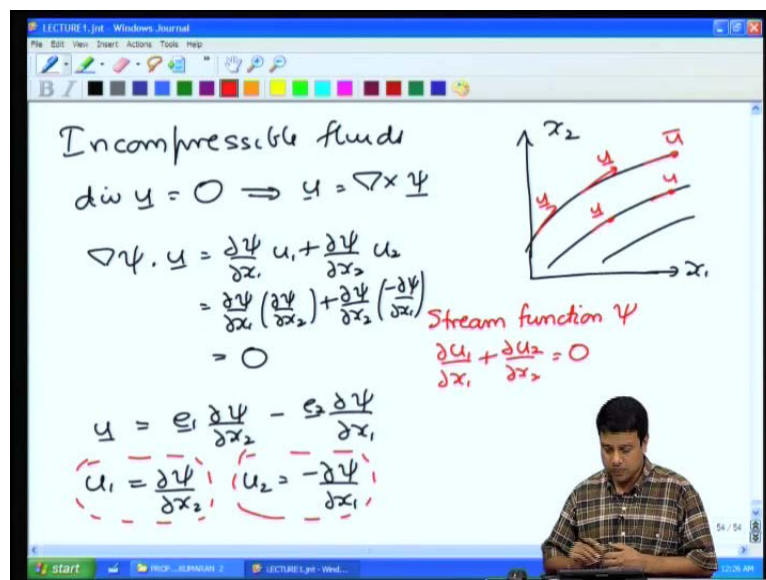 LECTURE1.jnt - Windows Journal
File Edit View Insert Actions Tools Help
B I
Incompressible fluids
div u = 0 ⟹ u = ∇× ψ
∇ψ . u = ∂ψ/∂x₁ u₁ + ∂ψ/∂x₂ u₂
= ∂ψ/∂x₁ (∂ψ/∂x₂) + ∂ψ/∂x₂ (-∂ψ/∂x₁)
= 0
u = e₁ ∂ψ/∂x₂ - e₂ ∂ψ/∂x₁
u₁ = ∂ψ/∂x₂ u₂ = -∂ψ/∂x₁
x₂
u u u
u u
x₁
Stream function ψ
∂u₁/∂x₁ + ∂u₂/∂x₂ = 0
54 / 54
start PROF...KUMARAN 2 LECTURE1.jnt - Wind... 12:26 AM